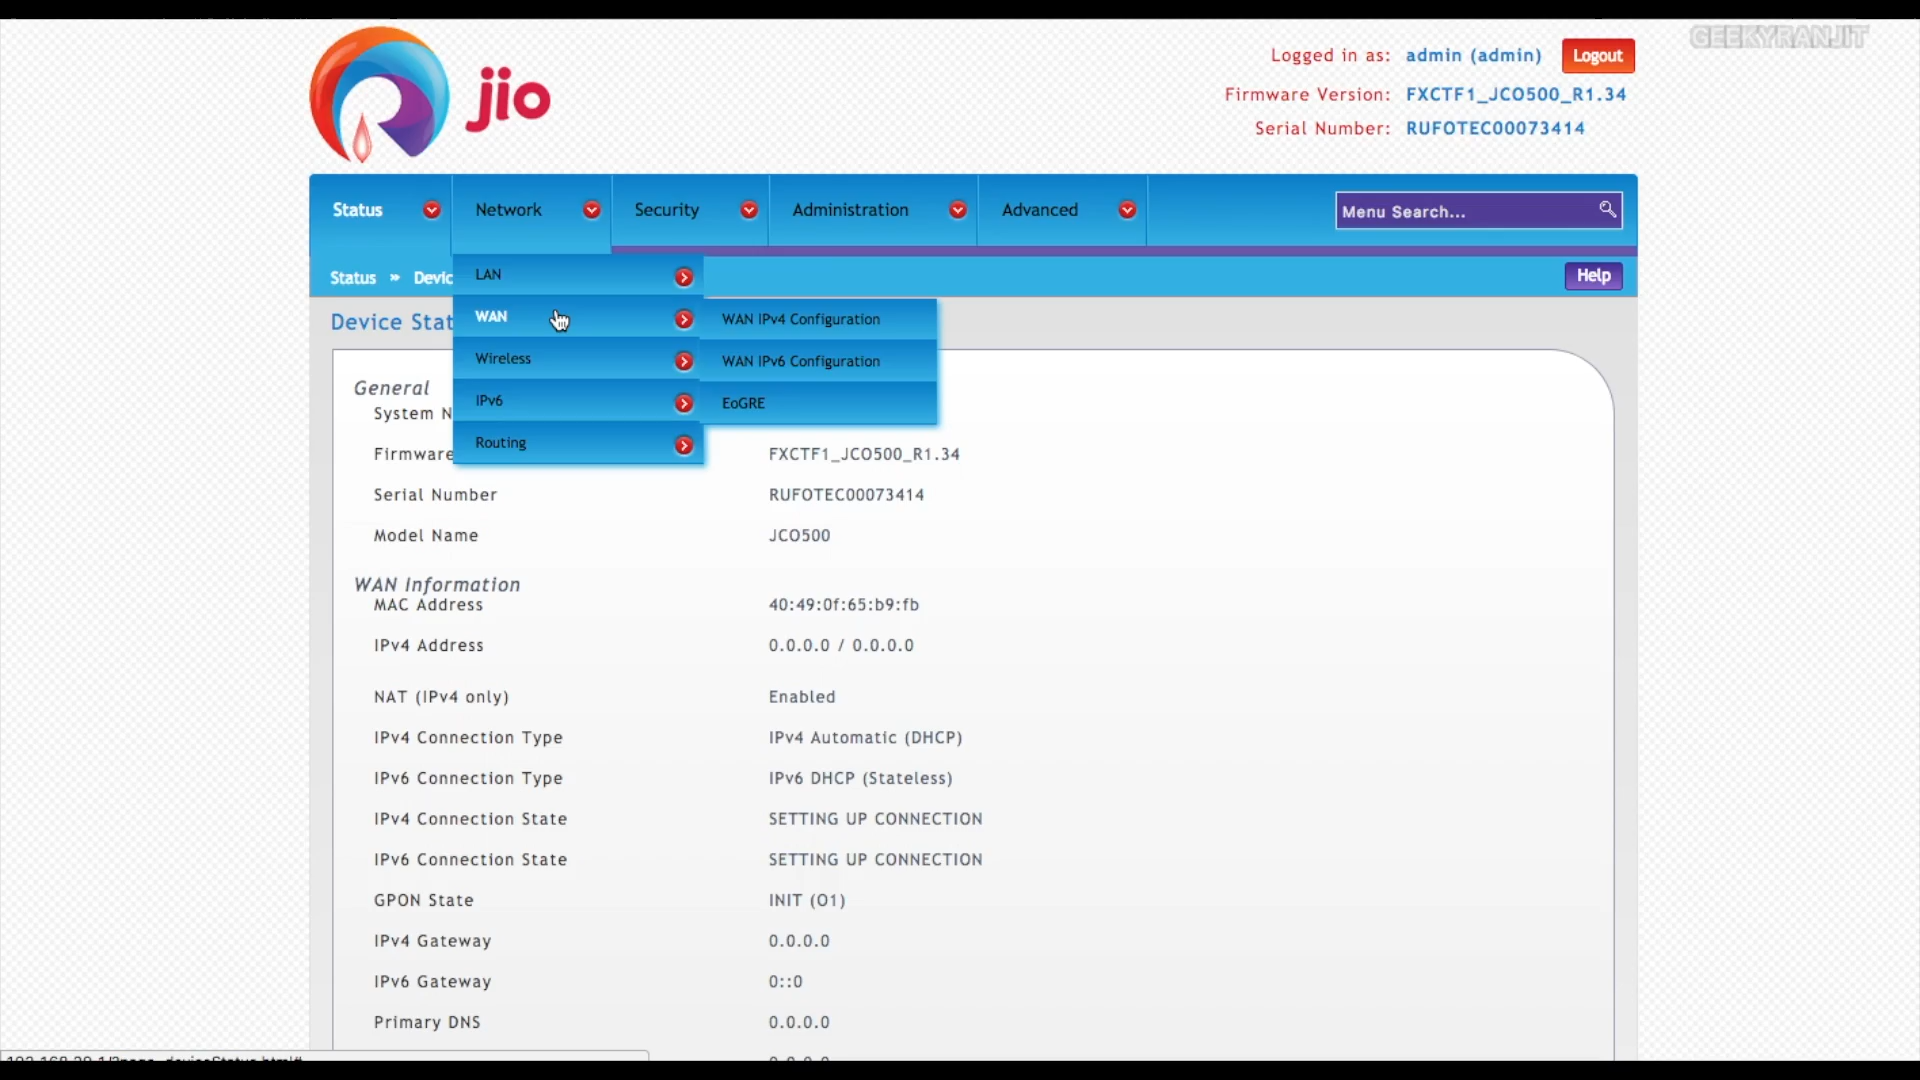 GEEKYRANJIT
jio
Logged in as: admin (admin) Logout
Firmware Version: FXCTF1_JCO500_R1.34
Serial Number: RUFOTEC00073414
Status Network Security Administration Advanced Menu Search...
Status » Devic Help
LAN
WAN
Wireless
IPv6
Routing
WAN IPv4 Configuration
WAN IPv6 Configuration
EoGRE
Device Stat
General
System N
Firmware FXCTF1_JCO500_R1.34
Serial Number RUFOTEC00073414
Model Name JCO500
WAN Information
MAC Address 40:49:0f:65:b9:fb
IPv4 Address 0.0.0.0 / 0.0.0.0
NAT (IPv4 only) Enabled
IPv4 Connection Type IPv4 Automatic (DHCP)
IPv6 Connection Type IPv6 DHCP (Stateless)
IPv4 Connection State SETTING UP CONNECTION
IPv6 Connection State SETTING UP CONNECTION
GPON State INIT (O1)
IPv4 Gateway 0.0.0.0
IPv6 Gateway 0::0
Primary DNS 0.0.0.0